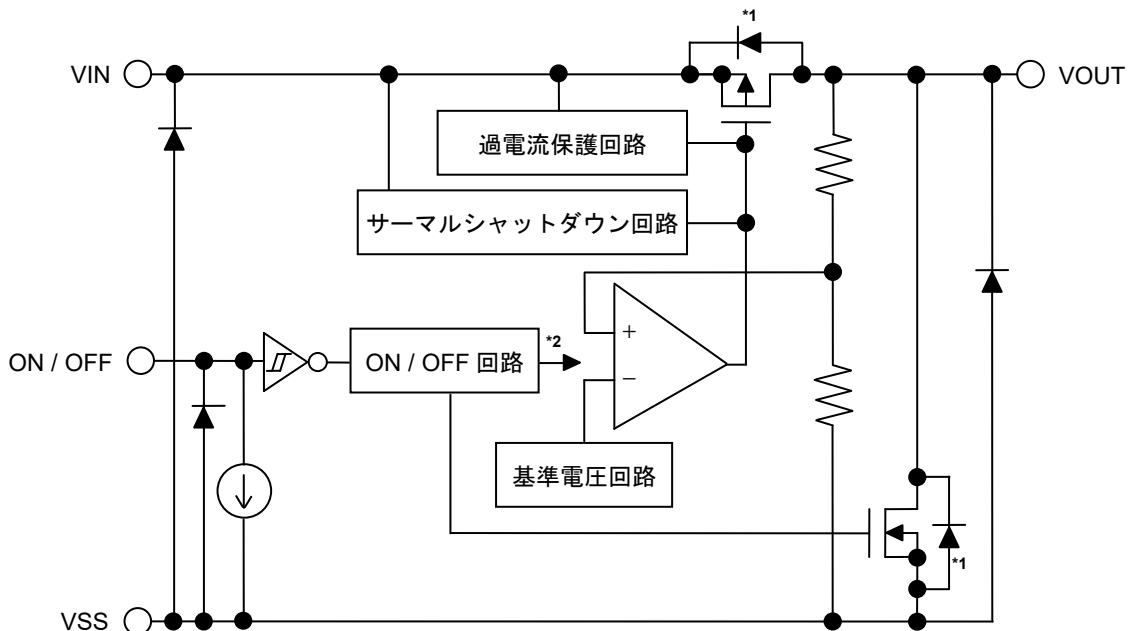 *1
VIN
VOUT
過電流保護回路
サーマルシャットダウン回路
ON / OFF
ON / OFF 回路
*2
+
−
基準電圧回路
*1
VSS